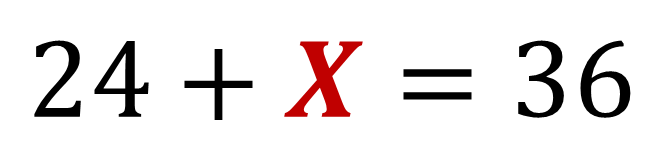 24 + X = 36